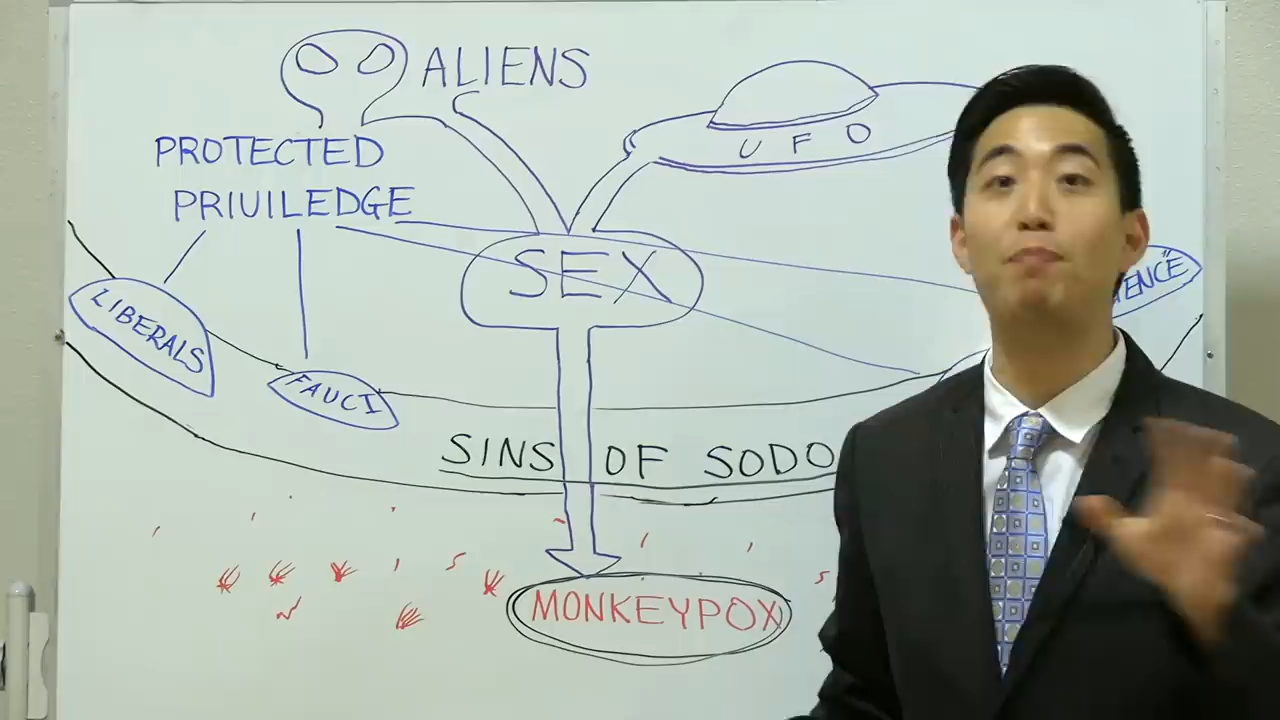 ALIENS
UFO
PROTECTED
PRIUILEDGE
SEX
LIBERALS
FAUCI
SINS OF SODO
MONKEYPOX